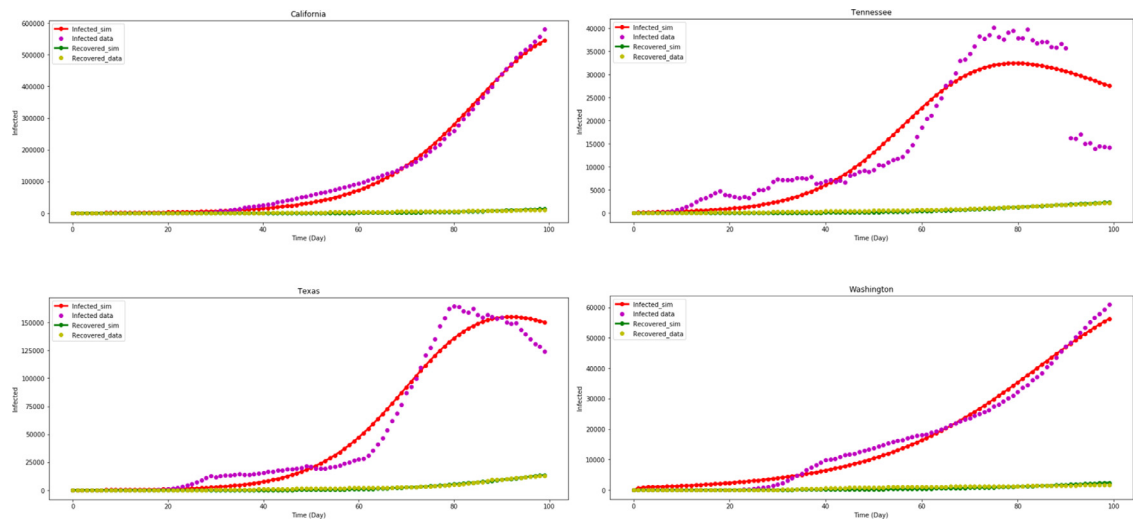 California
Infected_sim
Infected data
Recovered_sim
Recovered_data
600000
500000
400000
300000
200000
100000
0
Infected
0 20 40 60 80 100
Time (Day)
Tennessee
Infected_sim
Infected data
Recovered_sim
Recovered_data
40000
35000
30000
25000
20000
15000
10000
5000
0
Infected
0 20 40 60 80 100
Time (Day)
Texas
Infected_sim
Infected data
Recovered_sim
Recovered_data
150000
125000
100000
75000
50000
25000
0
Infected
0 20 40 60 80 100
Time (Day)
Washington
Infected_sim
Infected data
Recovered_sim
Recovered_data
60000
50000
40000
30000
20000
10000
0
Infected
0 20 40 60 80 100
Time (Day)